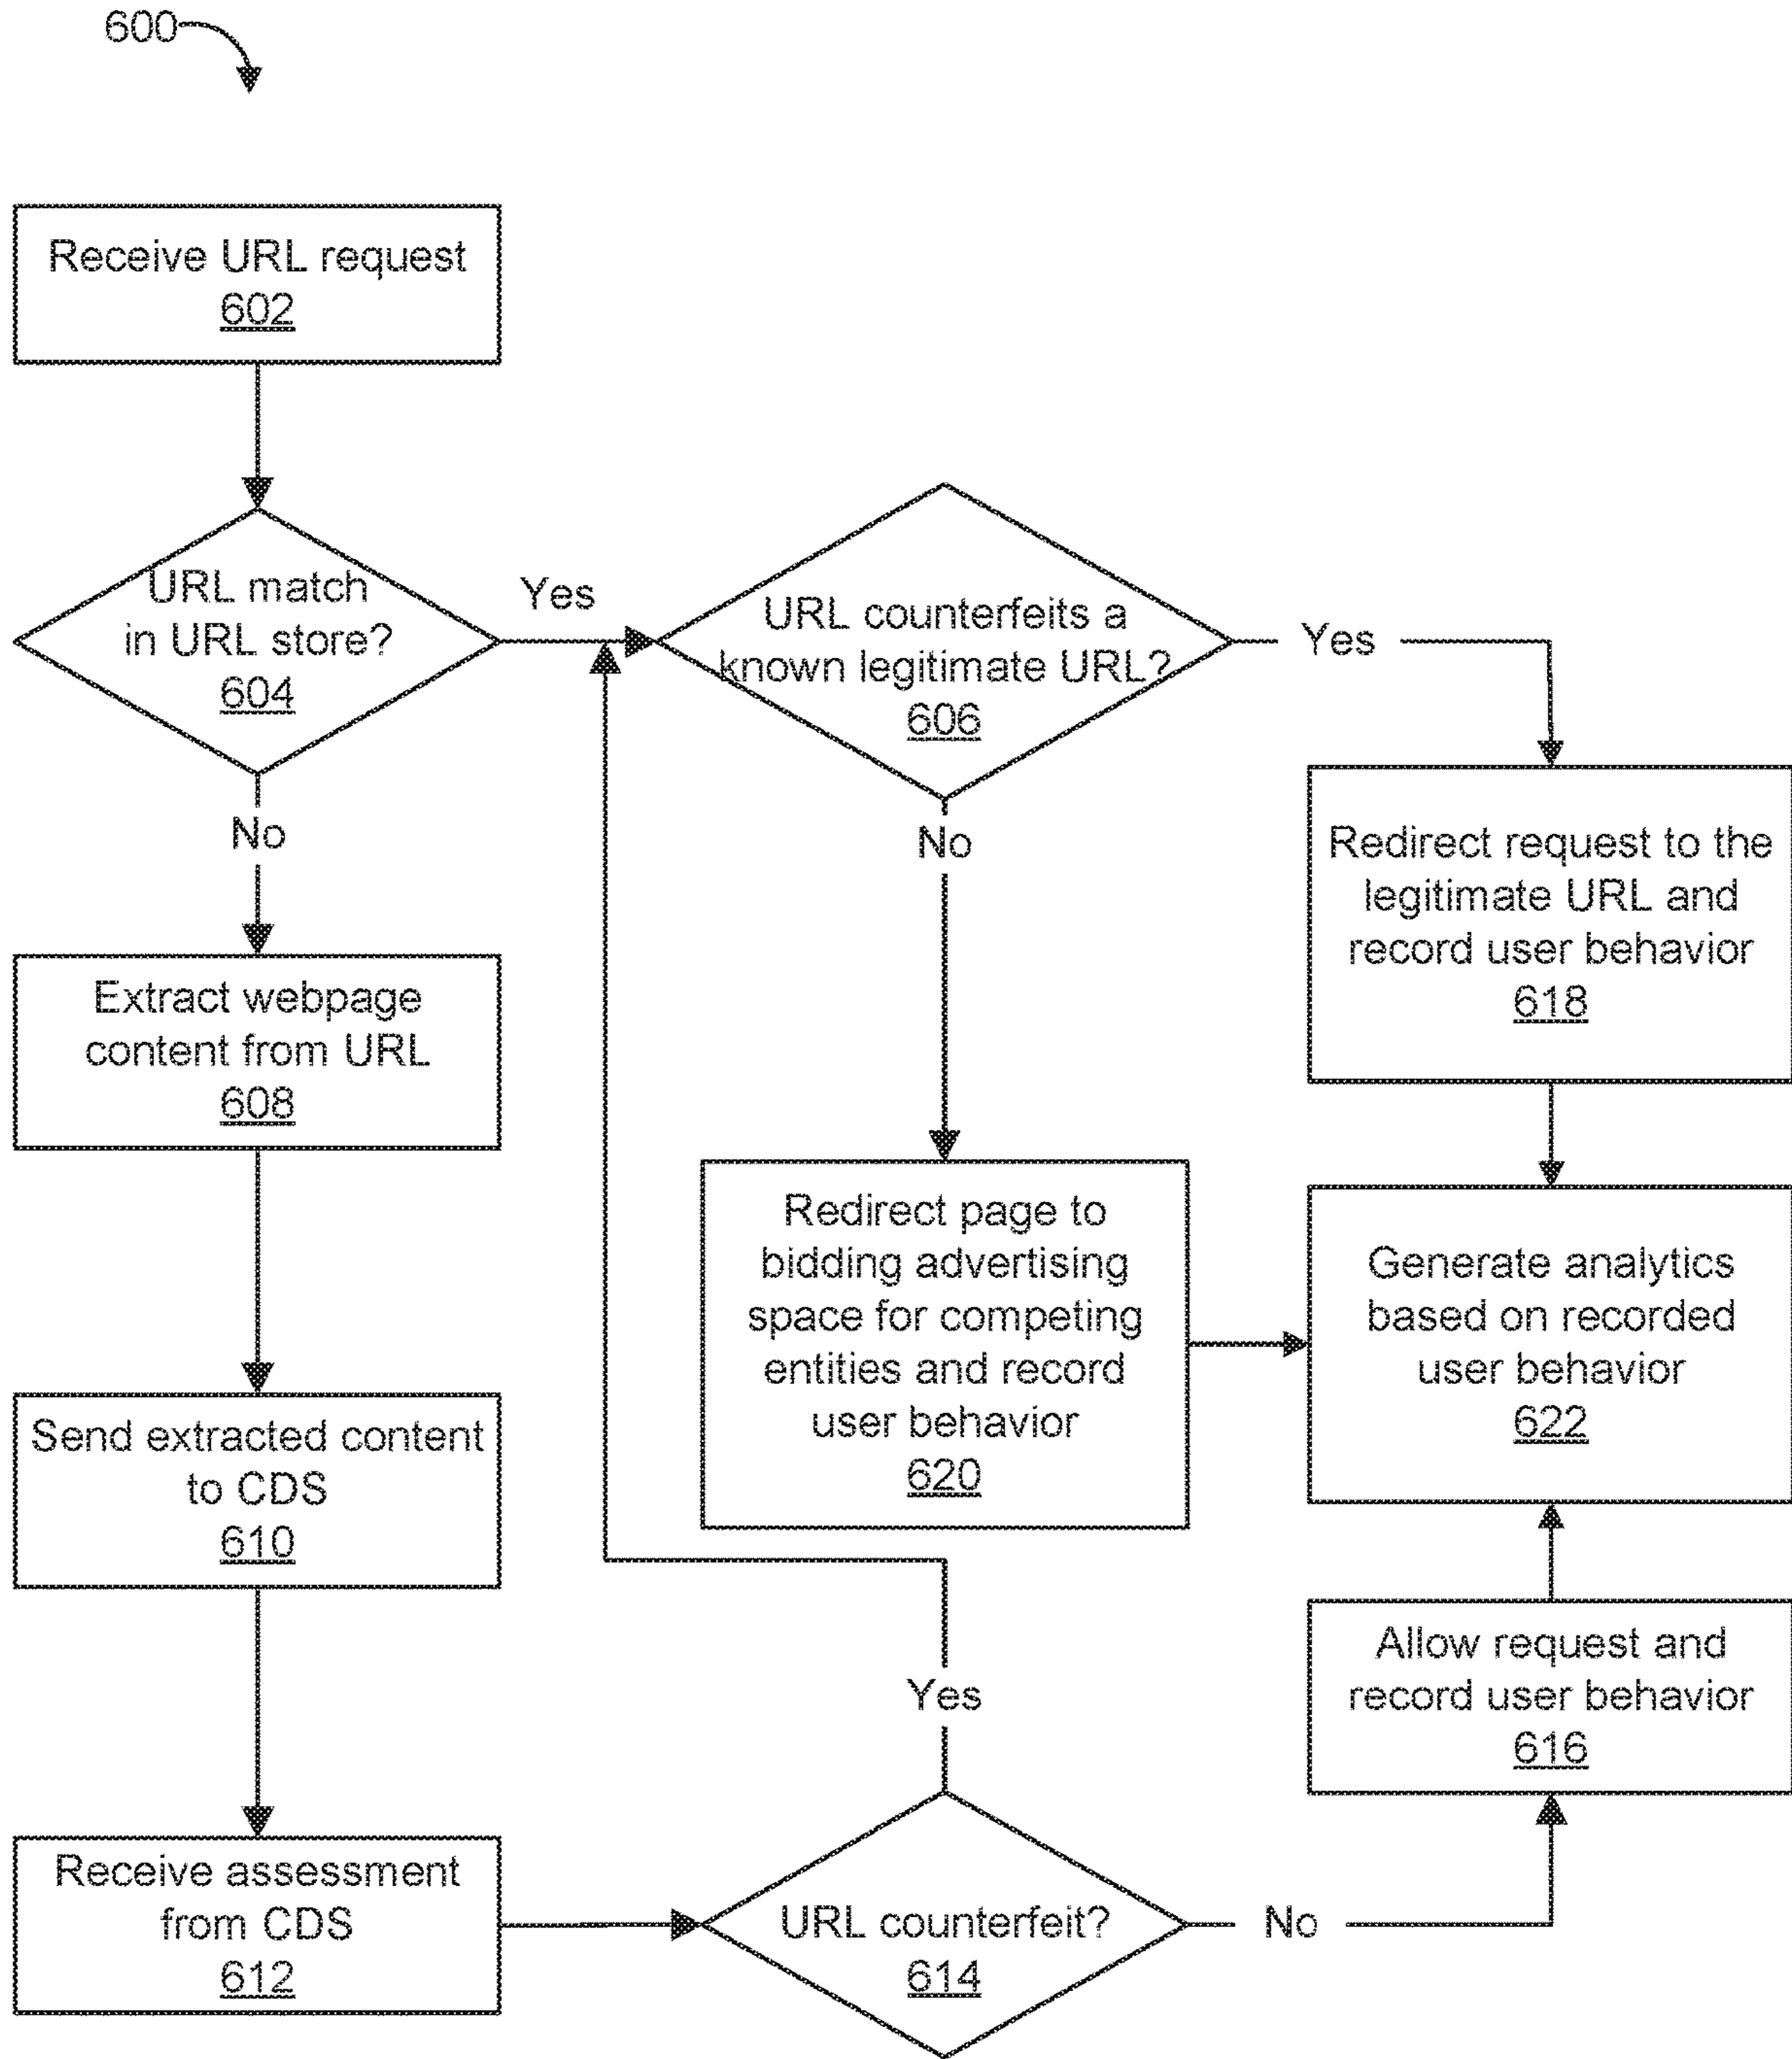 600
Receive URL request
602
URL match
in URL store?
604
Yes
URL counterfeits a
known legitimate URL?
606
Yes
No
No
Redirect request to the
legitimate URL and
record user behavior
618
Extract webpage
content from URL
608
Redirect page to
bidding advertising
space for competing
entities and record
user behavior
620
Generate analytics
based on recorded
user behavior
622
Send extracted content
to CDS
610
Allow request and
record user behavior
616
Yes
Receive assessment
from CDS
612
URL counterfeit?
614
No